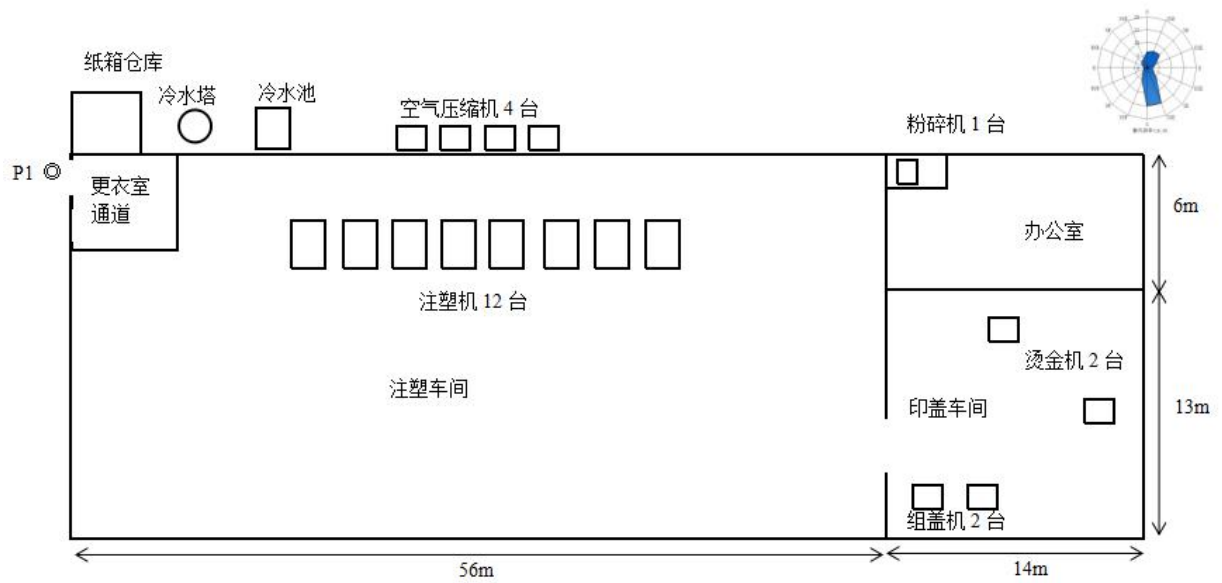 纸箱仓库
冷水塔
冷水池
空气压缩机 4 台
粉碎机 1 台
P1
更衣室
通道
6m
办公室
注塑机 12 台
烫金机 2 台
注塑车间
印盖车间
13m
组盖机 2 台
56m
14m